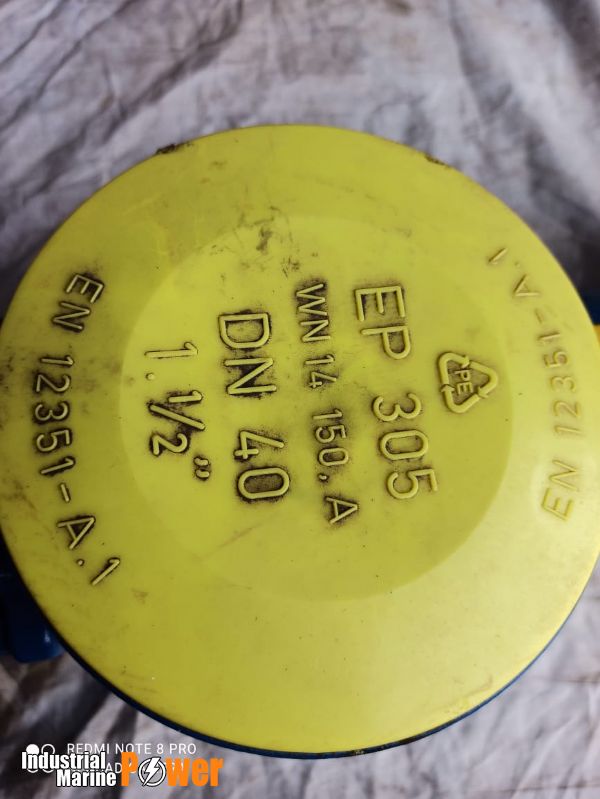 EP 305
WN 14 150, A
DN 40
1.½"
PE
EN 12351-A.1
EN 12351-A.1
REDMI NOTE 8 PRO
Industrial
Marine Power